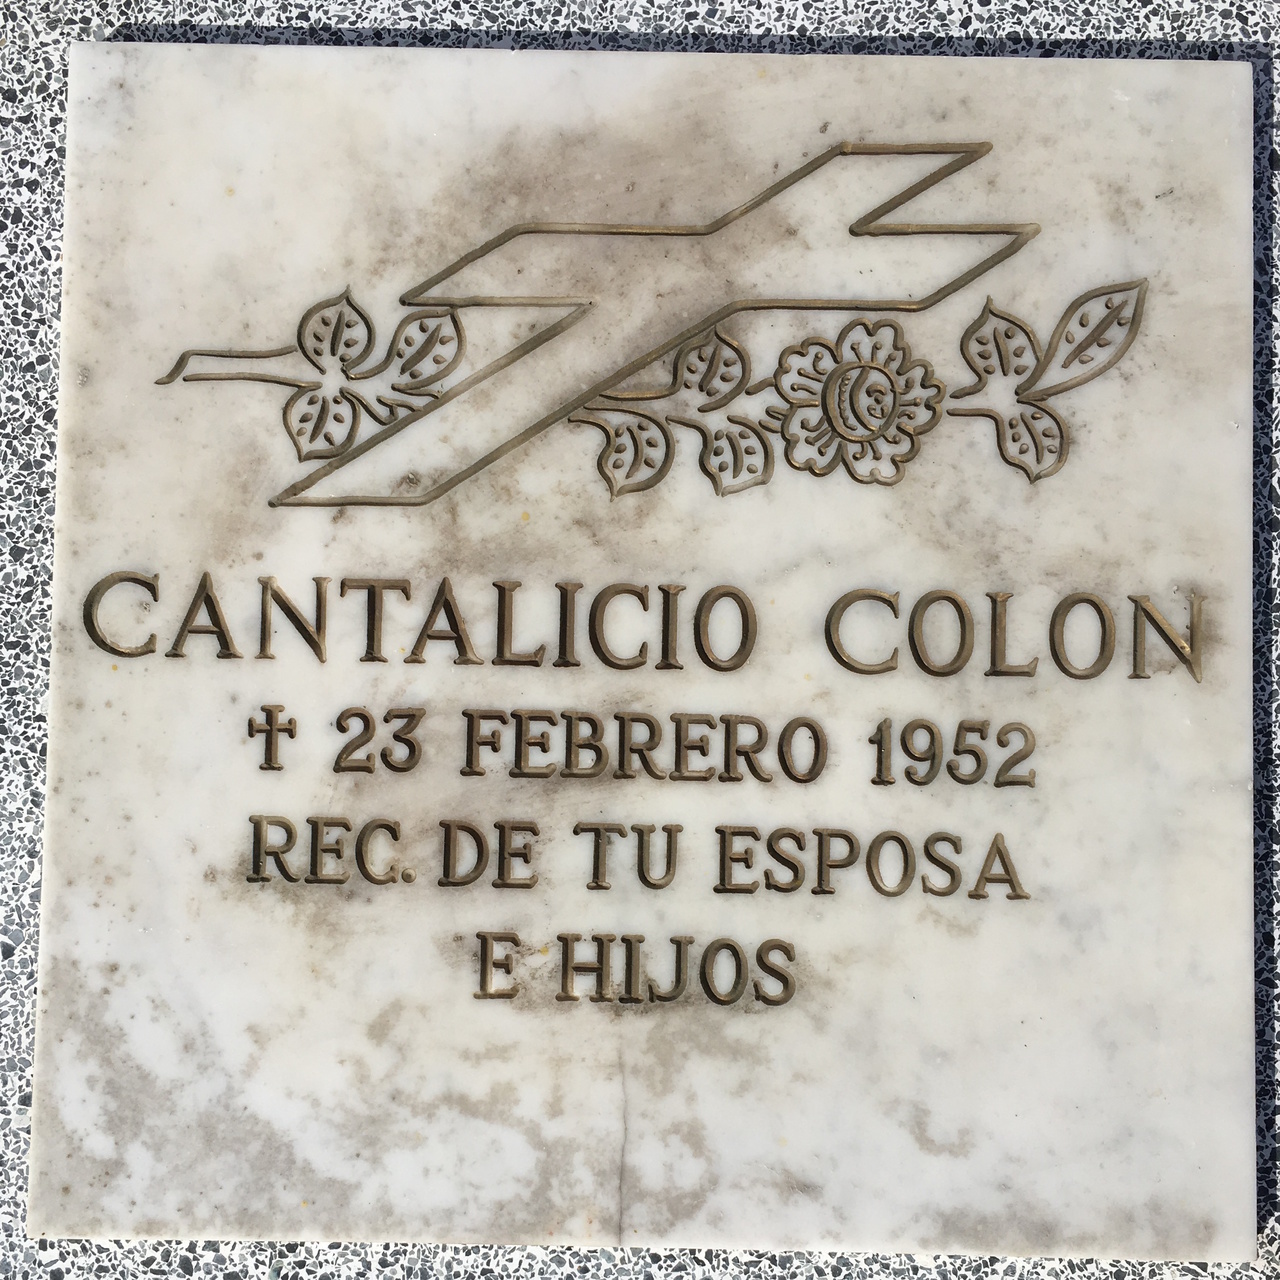 CANTALICIO COLON
† 23 FEBRERO 1952
REC. DE TU ESPOSA
E HIJOS